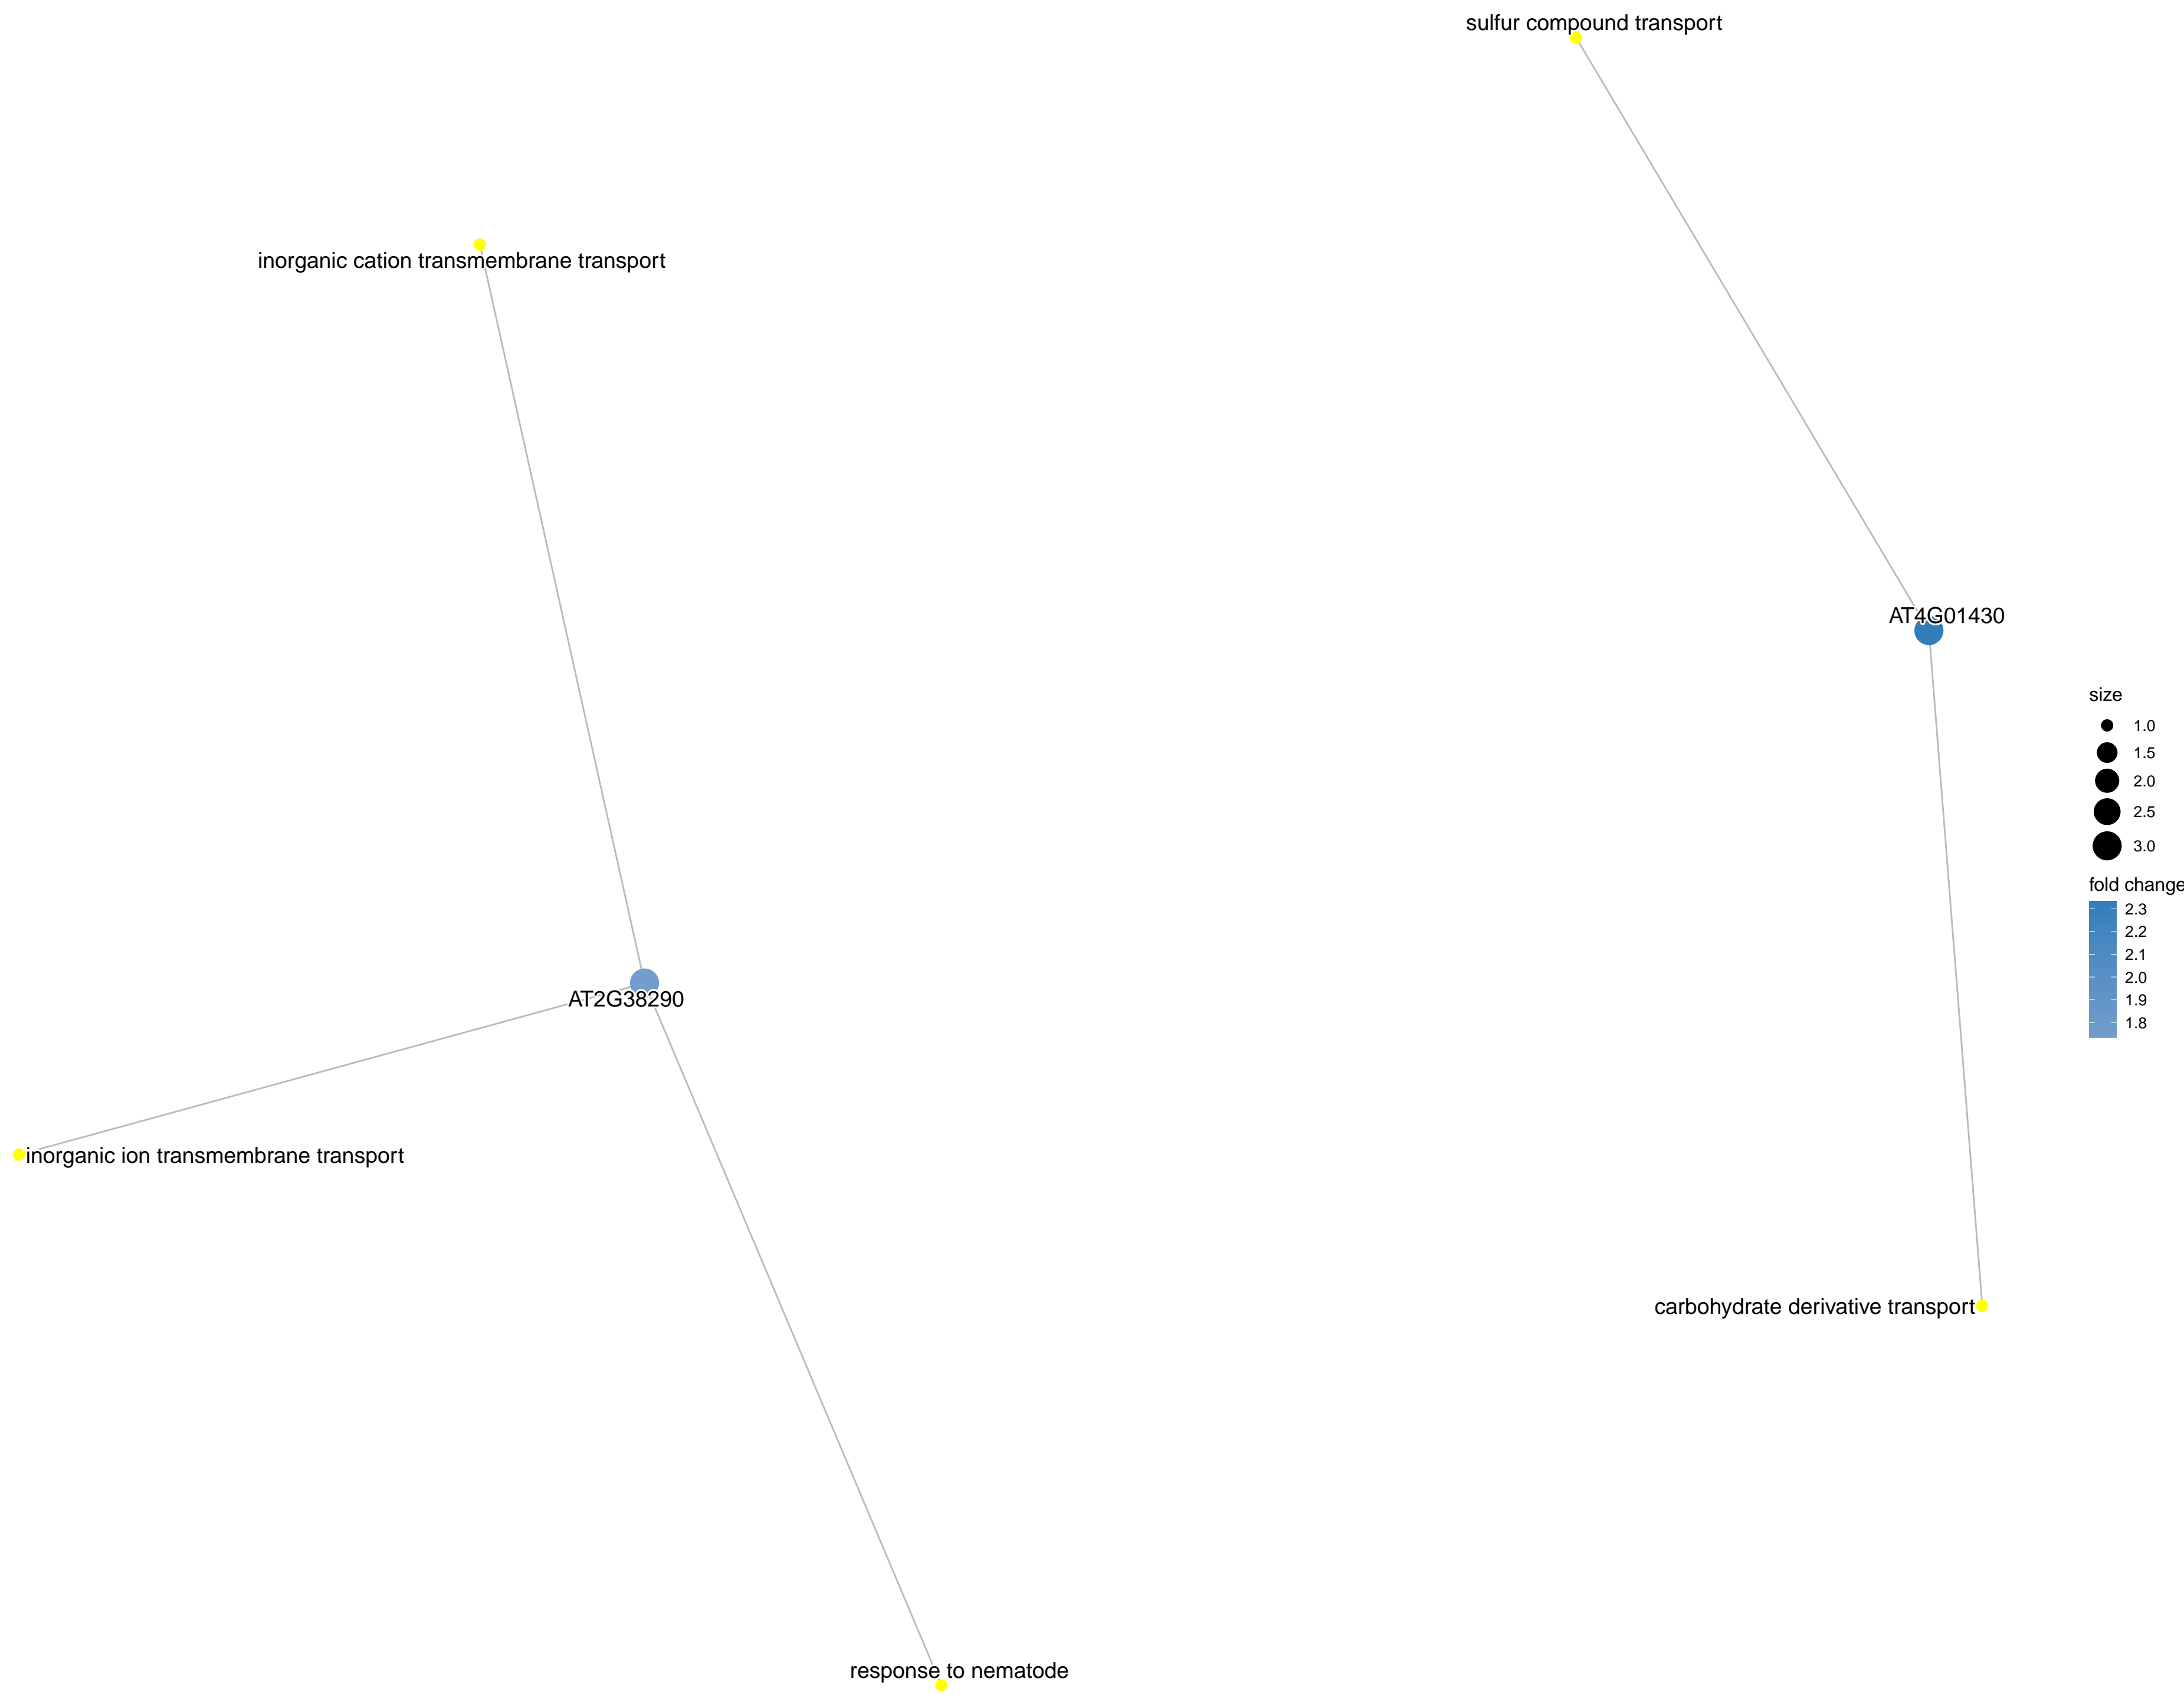 sulfur compound transport
inorganic cation transmembrane transport
AT4G01430
size
1.0
1.5
2.0
2.5
3.0
fold change
2.3
2.2
2.1
2.0
1.9
1.8
AT2G38290
inorganic ion transmembrane transport
carbohydrate derivative transport
response to nematode